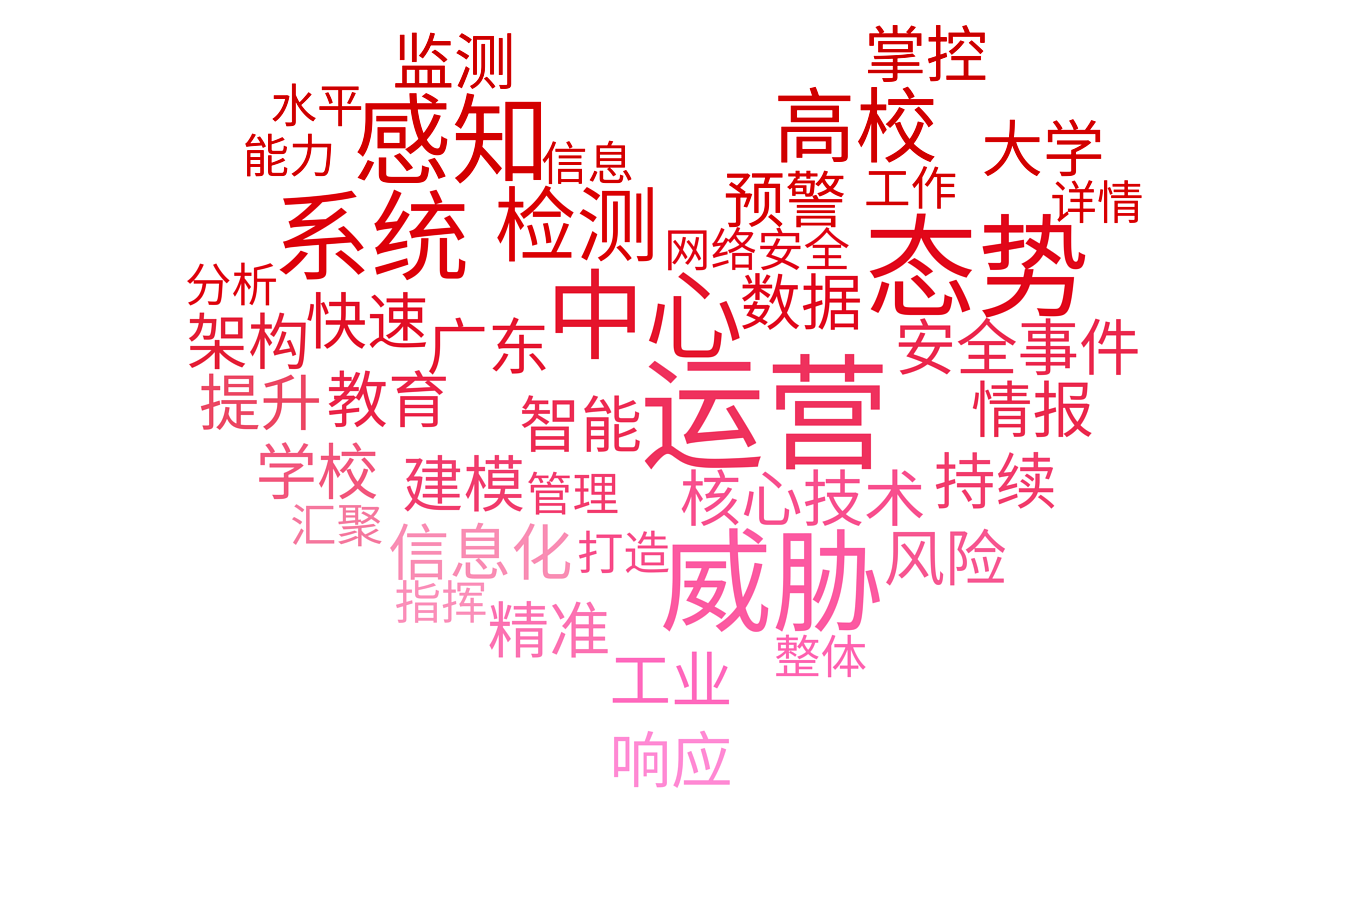 监测
掌控
水平
感知
高校
大学
能力
信息
预警
工作
详情
系统
检测
网络安全
态势
分析
中心
数据
架构
快速
广东
安全事件
提升
教育
智能
运营
情报
学校
建模
管理
核心技术
持续
汇聚
信息化
打造
威胁
风险
指挥
精准
整体
工业
响应